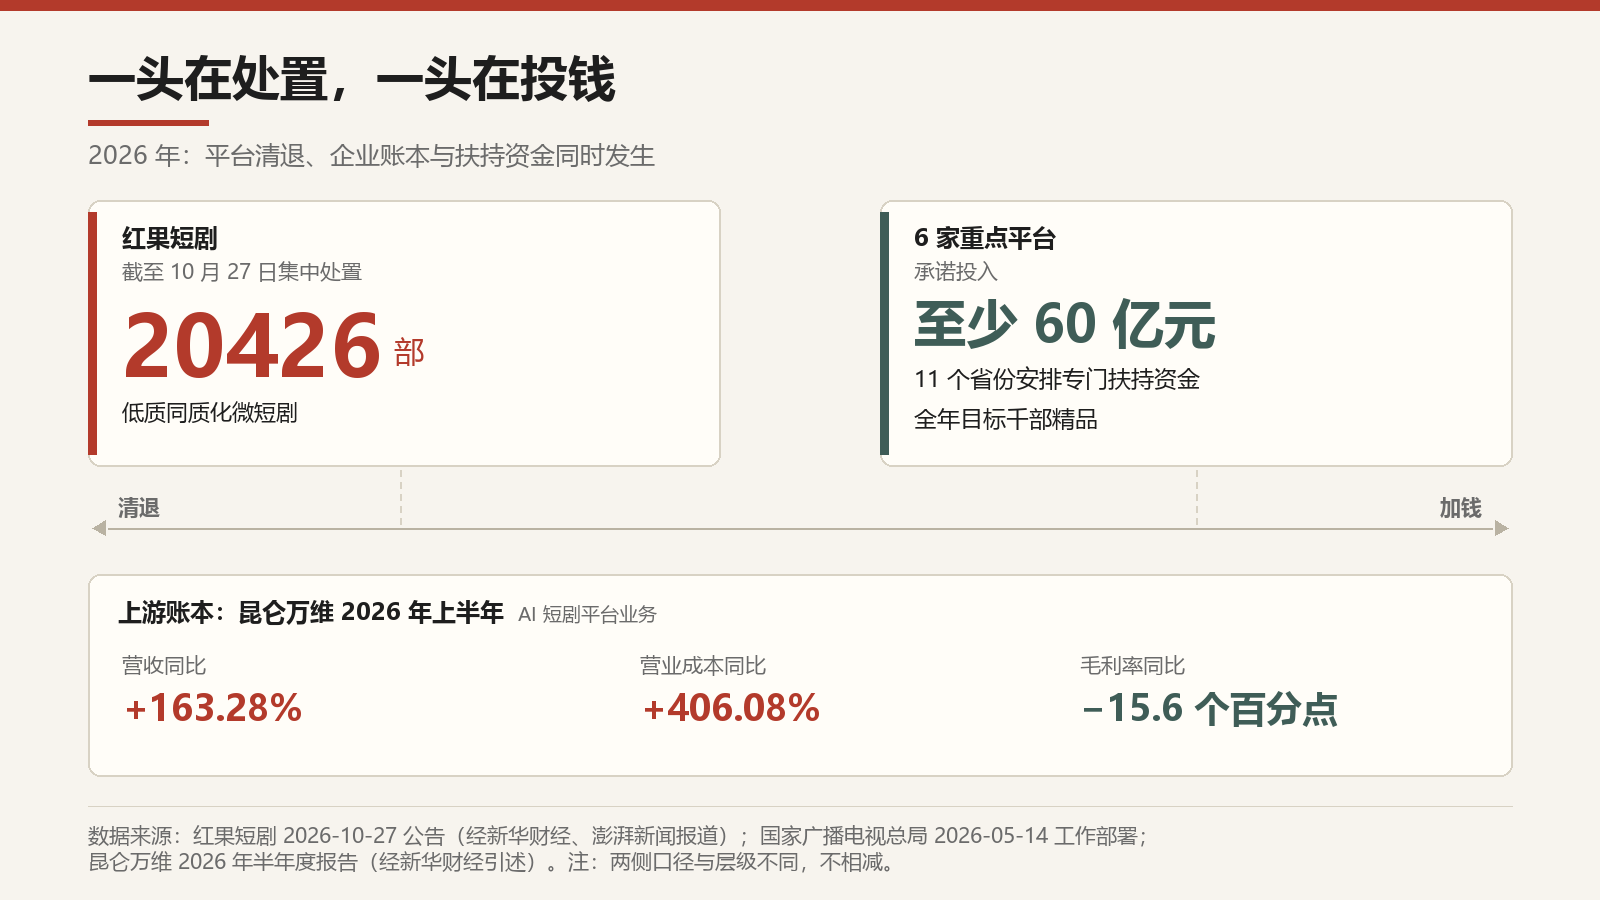 一头在处置，一头在投钱
2026 年：平台清退、企业账本与扶持资金同时发生
红果短剧
截至 10 月 27 日集中处置
20426 部
低质同质化微短剧
6 家重点平台
承诺投入
至少 60 亿元
11 个省份安排专门扶持资金
全年目标千部精品
清退
加钱
上游账本：昆仑万维 2026 年上半年 AI 短剧平台业务
营收同比
+163.28%
营业成本同比
+406.08%
毛利率同比
−15.6 个百分点
数据来源：红果短剧 2026-10-27 公告（经新华财经、澎湃新闻报道）；国家广播电视总局 2026-05-14 工作部署；
昆仑万维 2026 年半年度报告（经新华财经引述）。注：两侧口径与层级不同，不相减。